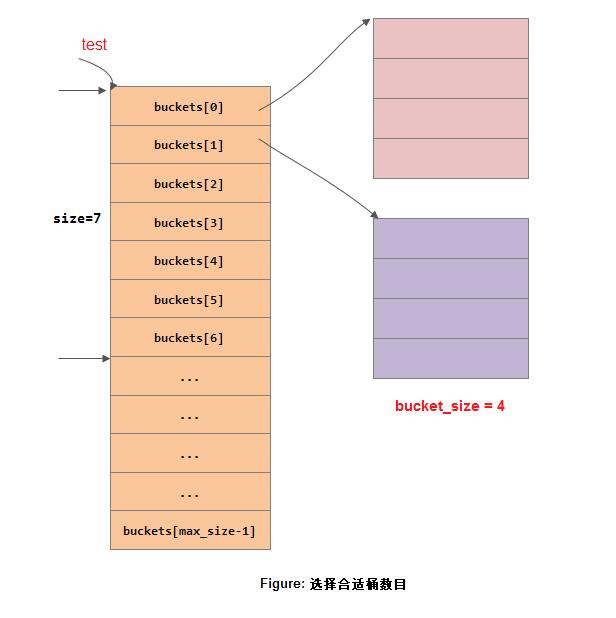 test
buckets[0]
buckets[1]
buckets[2]
size=7
buckets[3]
buckets[4]
buckets[5]
buckets[6]
...
...
...
...
buckets[max_size-1]
bucket_size = 4
Figure: 选择合适桶数目